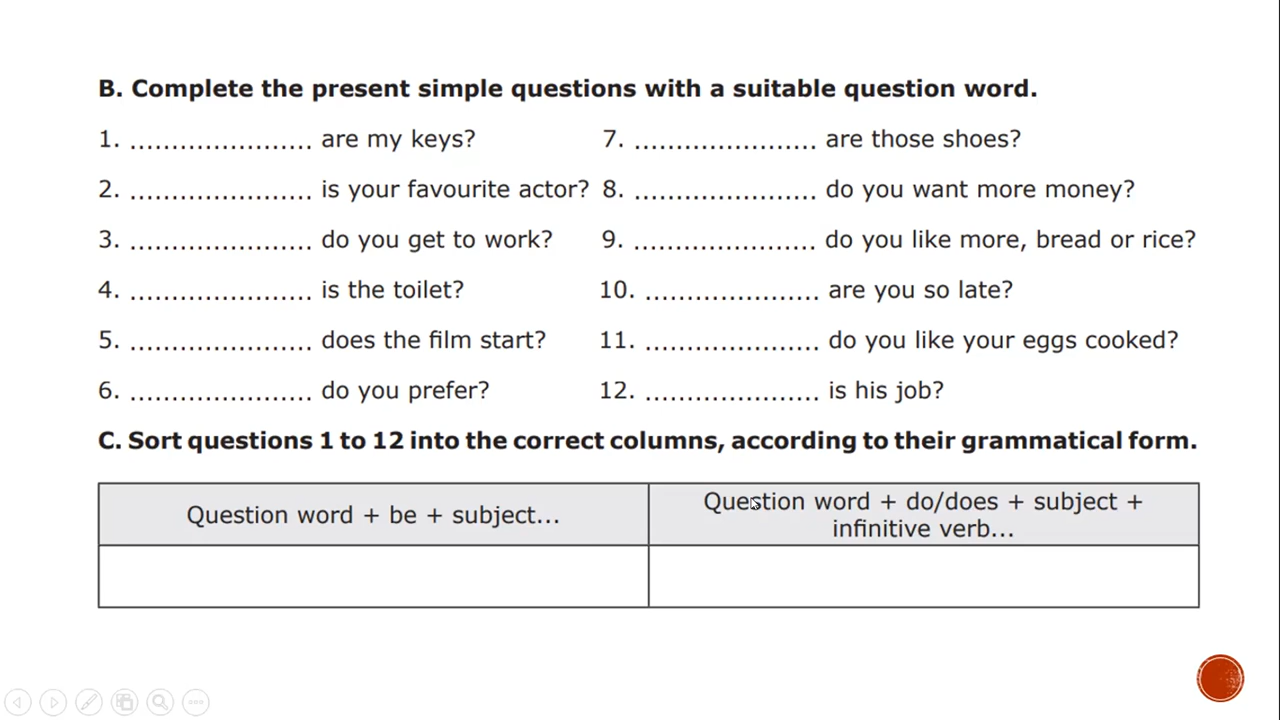 B. Complete the present simple questions with a suitable question word.
1. ...................... are my keys?
2. ...................... is your favourite actor?
3. ...................... do you get to work?
4. ...................... is the toilet?
5. ...................... does the film start?
6. ...................... do you prefer?
7. ...................... are those shoes?
8. ...................... do you want more money?
9. ...................... do you like more, bread or rice?
10. ..................... are you so late?
11. ..................... do you like your eggs cooked?
12. ..................... is his job?
C. Sort questions 1 to 12 into the correct columns, according to their grammatical form.
Question word + be + subject...
Question word + do/does + subject +
infinitive verb...